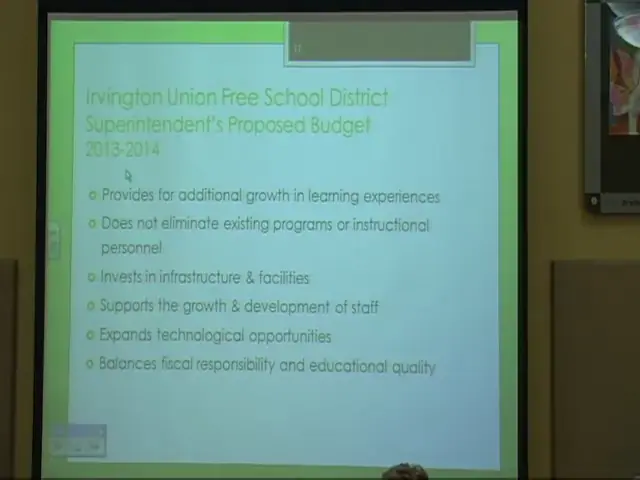 Irvington Union Free School District
Superintendent's Proposed Budget
2013-2014
Provides for additional growth in learning experiences
Does not eliminate existing programs or instructional
personnel
Invests in infrastructure & facilities
Supports the growth & development of staff
Expands technological opportunities
Balances fiscal responsibility and educational quality